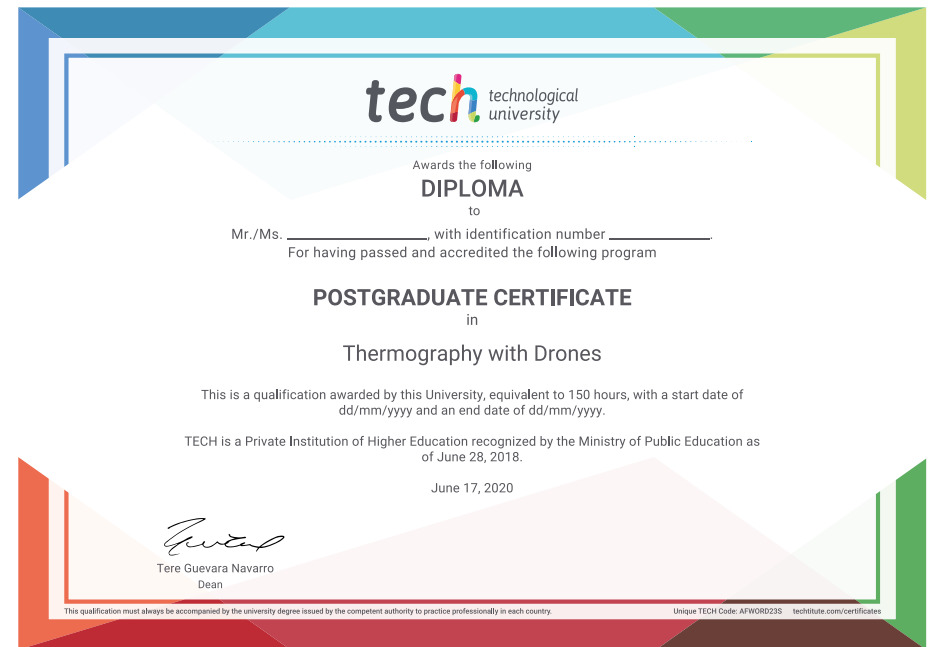 tech technological
university
Awards the following
DIPLOMA
to
Mr./Ms. ____________________, with identification number ______________.
For having passed and accredited the following program
POSTGRADUATE CERTIFICATE
in
Thermography with Drones
This is a qualification awarded by this University, equivalent to 150 hours, with a start date of
dd/mm/yyyy and an end date of dd/mm/yyyy.
TECH is a Private Institution of Higher Education recognized by the Ministry of Public Education as
of June 28, 2018.
June 17, 2020
Tere Guevara Navarro
Dean
This qualification must always be accompanied by the university degree issued by the competent authority to practice professionally in each country. Unique TECH Code: AFWORD23S techtitute.com/certificates